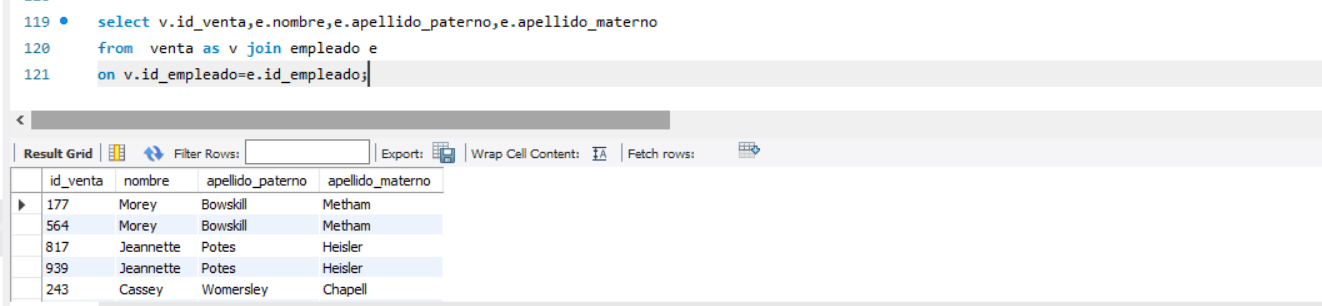 119 select v.id_venta,e.nombre,e.apellido_paterno,e.apellido_materno
120 from venta as v join empleado e
121 on v.id_empleado=e.id_empleado;
Result Grid Filter Rows: Export: Wrap Cell Content: Fetch rows:
id_venta nombre apellido_paterno apellido_materno
177 Morey Bowskill Metham
564 Morey Bowskill Metham
817 Jeannette Potes Heisler
939 Jeannette Potes Heisler
243 Cassey Womersley Chapell